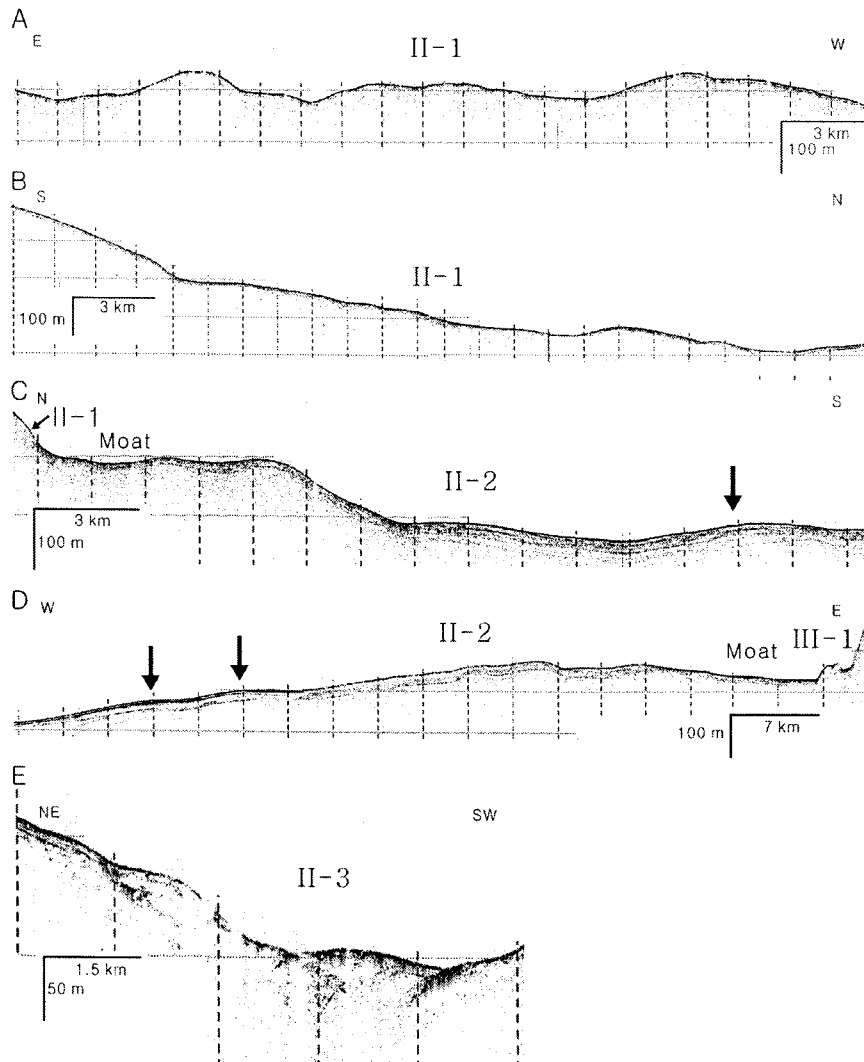 A
E II-1 W
3 km
100 m
B
S N
II-1
3 km
100 m
C
N S
II-1
Moat
II-2
3 km
100 m
D
W E
II-2 III-1
Moat
7 km
100 m
E
NE SW
II-3
1.5 km
50 m